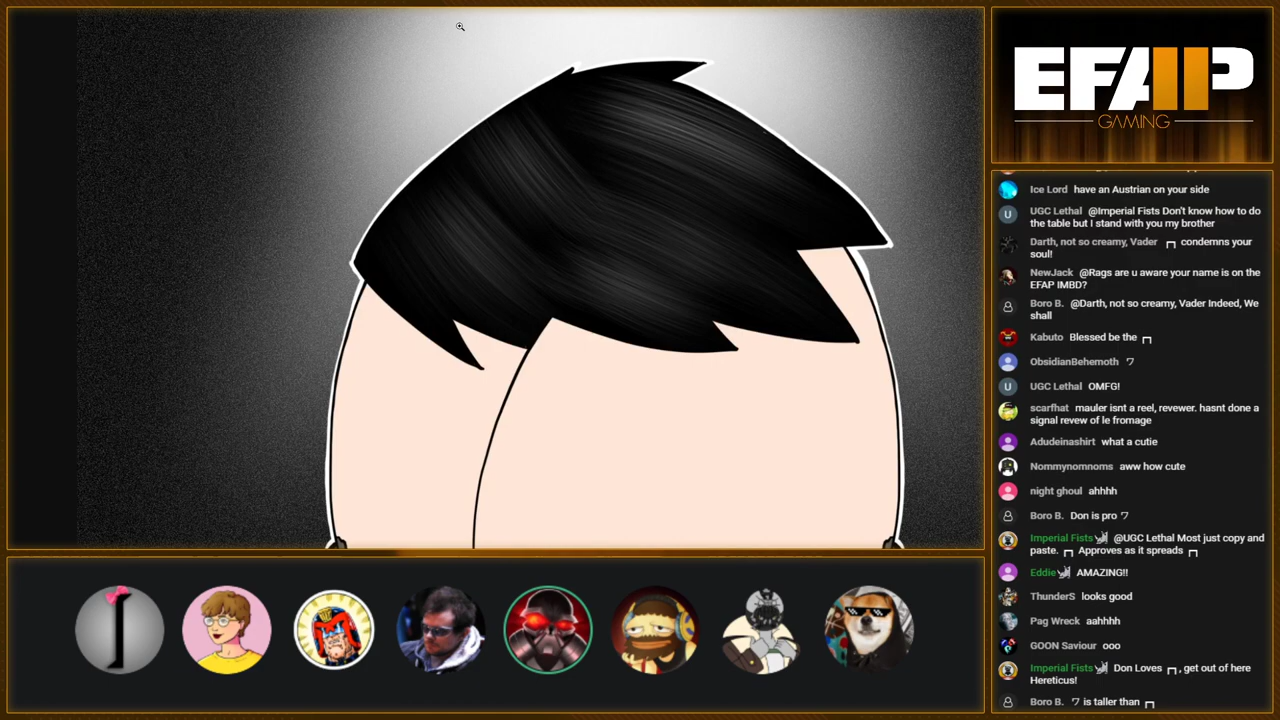 EFAP
GAMING
Ice Lord have an Austrian on your side
UGC Lethal @Imperial Fists Don't know how to do
the table but I stand with you my brother
Darth, not so creamy, Vader ┌┐ condemns your
soul!
NewJack @Rags are u aware your name is on the
EFAP IMBD?
Boro B. @Darth, not so creamy, Vader Indeed, We
shall
Kabuto Blessed be the ┌┐
ObsidianBehemoth ワ
UGC Lethal OMFG!
scarfhat mauler isnt a reel, revewer. hasnt done a
signal revew of le fromage
Adudeinashirt what a cutie
Nommynomnoms aww how cute
night ghoul ahhhh
Boro B. Don is pro ワ
Imperial Fists @UGC Lethal Most just copy and
paste. ┌┐ Approves as it spreads ┌┐
Eddie AMAZING!!
ThunderS looks good
Pag Wreck aahhhh
GOON Saviour ooo
Imperial Fists Don Loves ┌┐, get out of here
Hereticus!
Boro B. ワ is taller than ┌┐